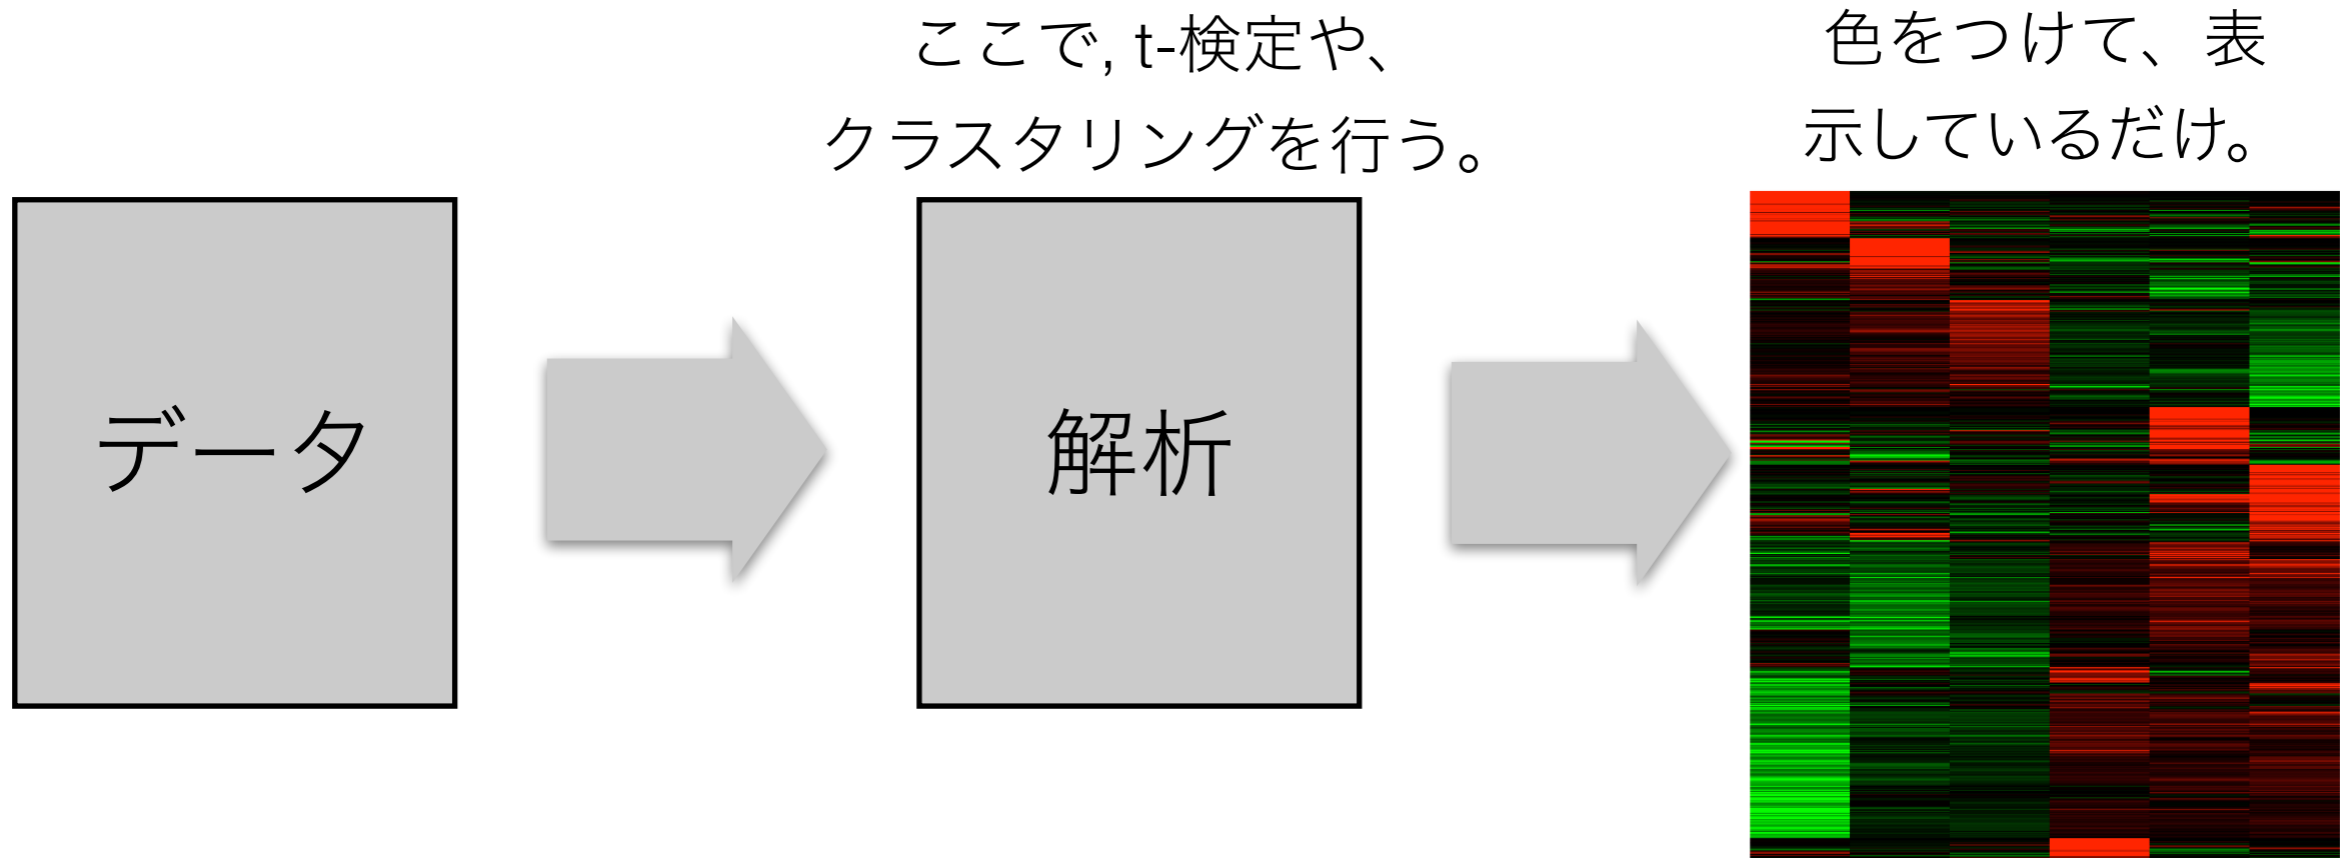 ここで, t-検定や、
クラスタリングを行う。
色をつけて、表
示しているだけ。
データ
解析